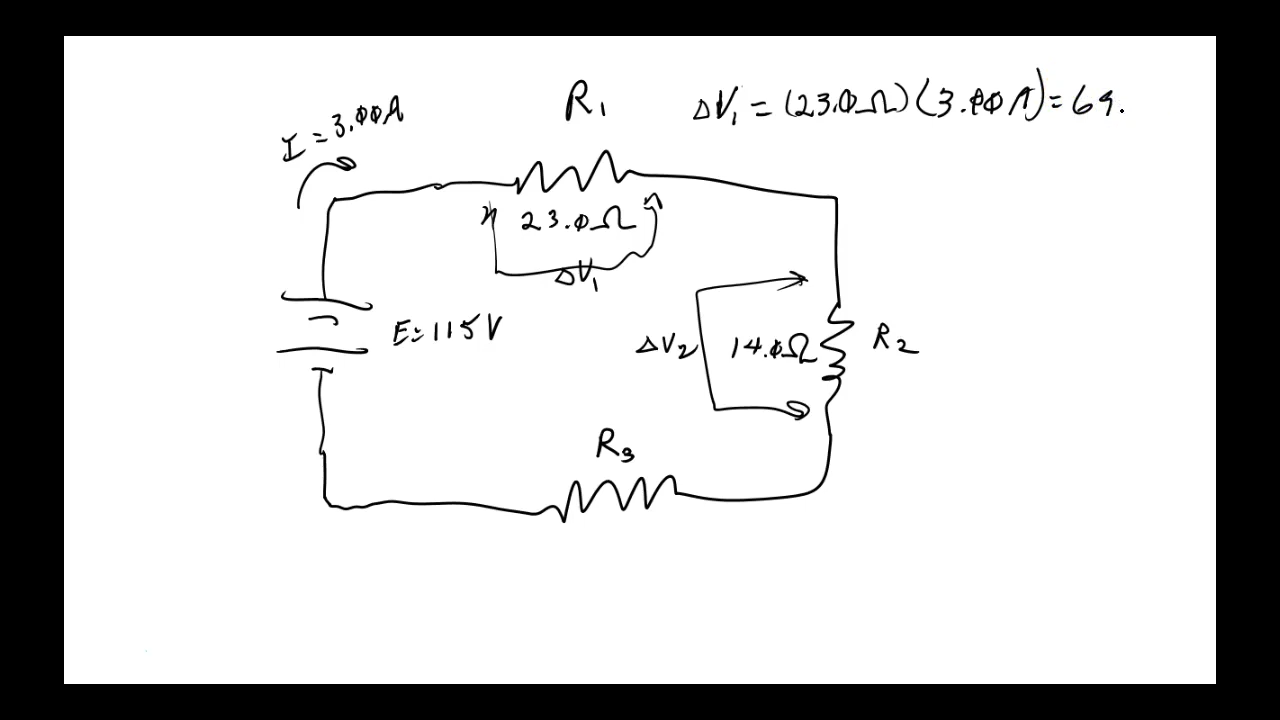 R₁
ΔV₁ = (23.0Ω)(3.00A) = 69.
I = 3.00A
23.0Ω
ΔV₁
E = 115V
ΔV₂
14.0Ω
R₂
R₃